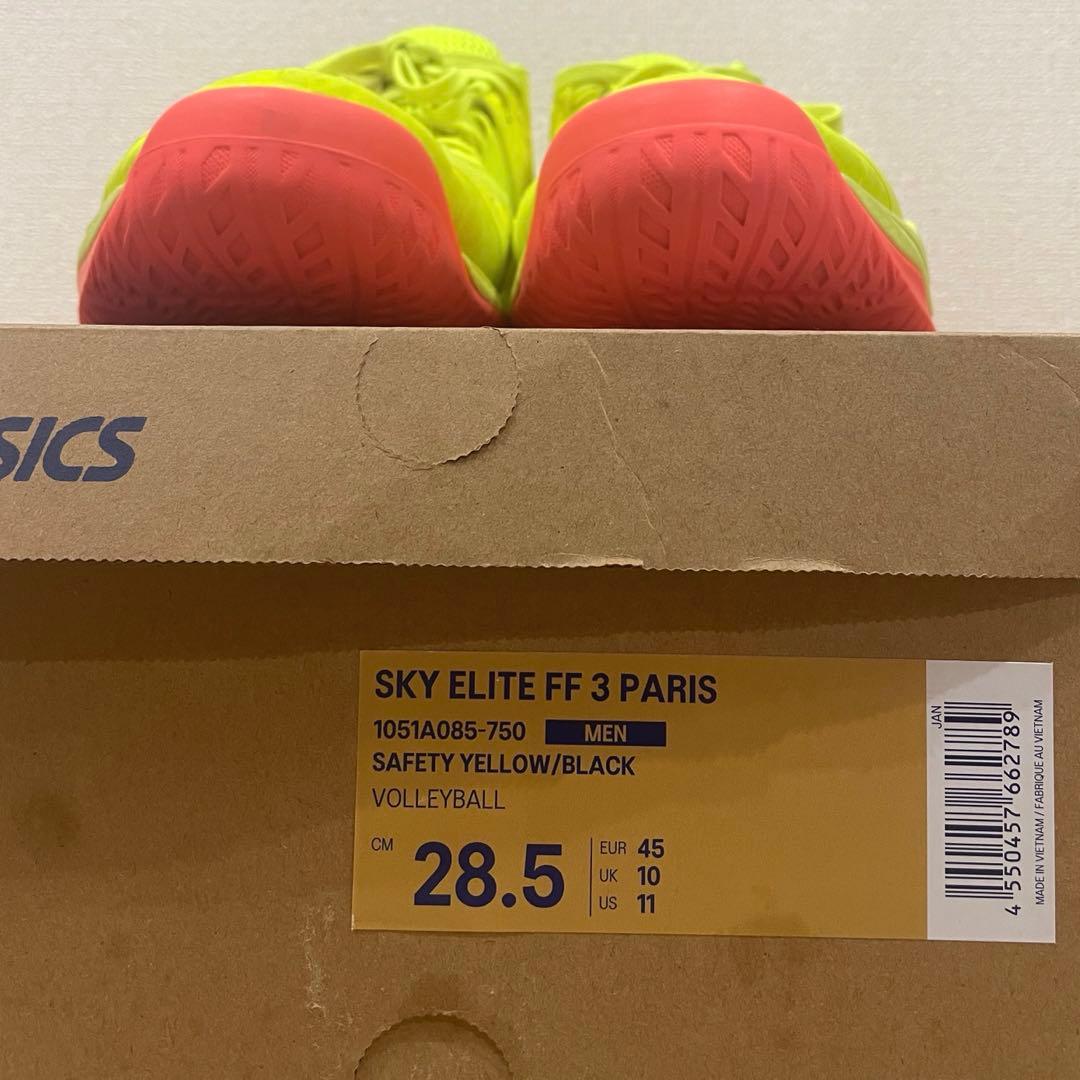 SICS
SKY ELITE FF 3 PARIS
1051A085-750 MEN
SAFETY YELLOW/BLACK
VOLLEYBALL
CM 28.5
EUR 45
UK 10
US 11
JAN
4 550457 662789
MADE IN VIETNAM / FABRIQUE AU VIETNAM